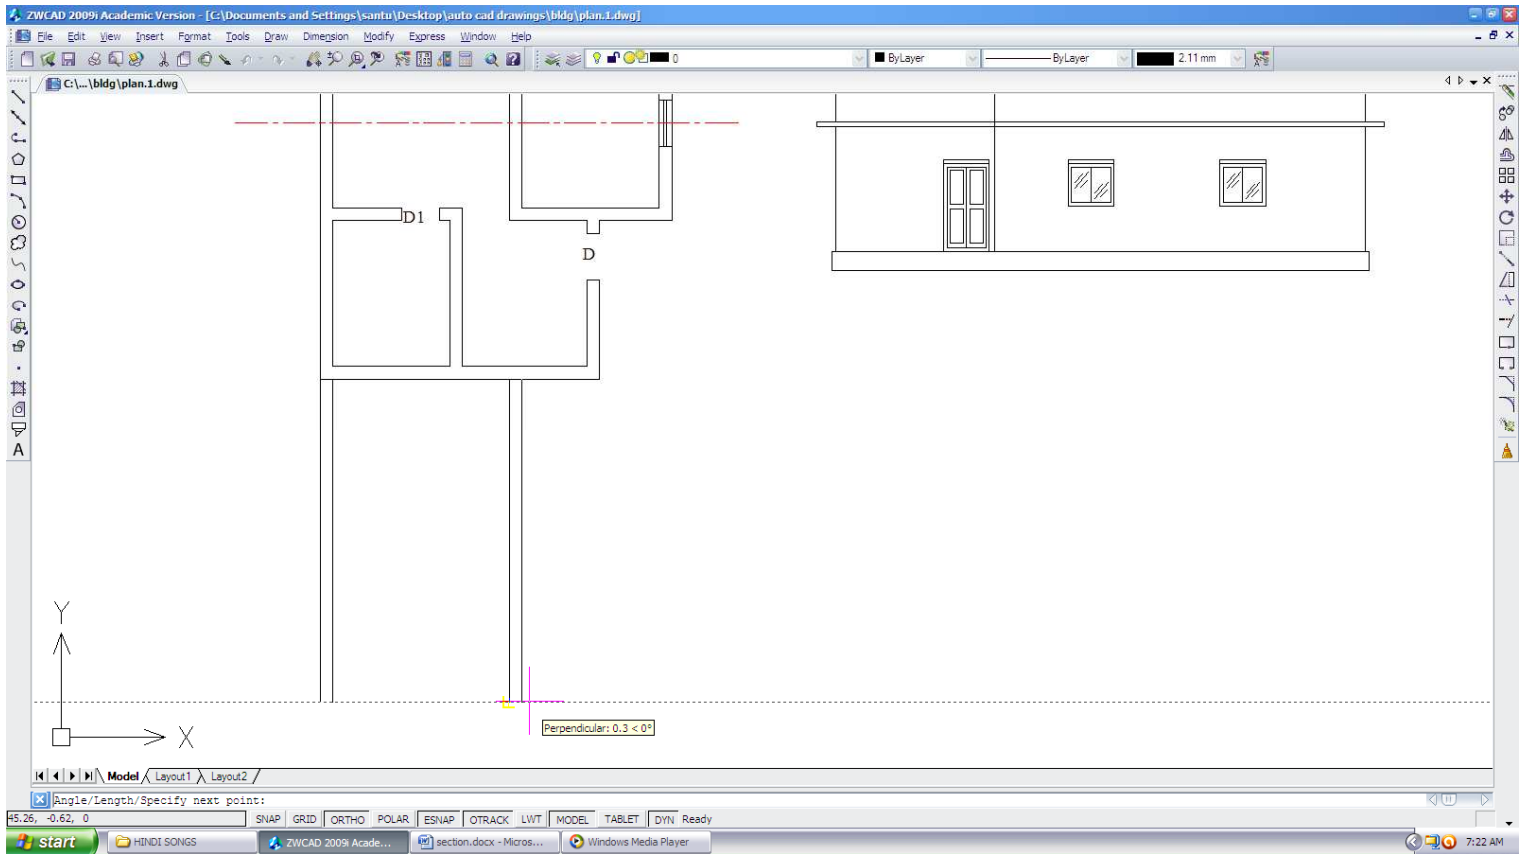 ZWCAD 2009i Academic Version - [C:\Documents and Settings\santu\Desktop\auto cad drawings\bldg\plan.1.dwg]
File Edit View Insert Format Tools Draw Dimension Modify Express Window Help
0 ByLayer ByLayer 2.11 mm
C:\...\bldg\plan.1.dwg
D1
D
Y
X
A
Perpendicular: 0.3 < 0°
Model Layout1 Layout2
Angle/Length/Specify next point:
45.26, -0.62, 0 SNAP GRID ORTHO POLAR ESNAP OTRACK LWT MODEL TABLET DYN Ready
start HINDI SONGS ZWCAD 2009i Acade... section.docx - Micros... Windows Media Player 7:22 AM